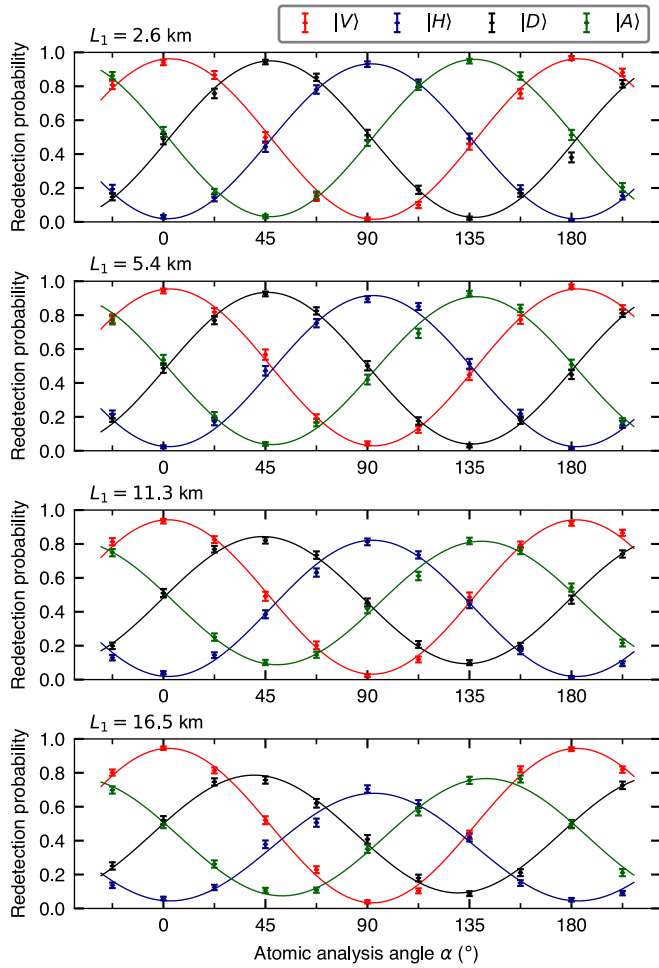 |V⟩ |H⟩ |D⟩ |A⟩
L₁ = 2.6 km
1.0
0.8
0.6
0.4
0.2
0.0
Redetection probability
0 45 90 135 180
L₁ = 5.4 km
1.0
0.8
0.6
0.4
0.2
0.0
Redetection probability
0 45 90 135 180
L₁ = 11.3 km
1.0
0.8
0.6
0.4
0.2
0.0
Redetection probability
0 45 90 135 180
L₁ = 16.5 km
1.0
0.8
0.6
0.4
0.2
0.0
Redetection probability
0 45 90 135 180
Atomic analysis angle α (°)